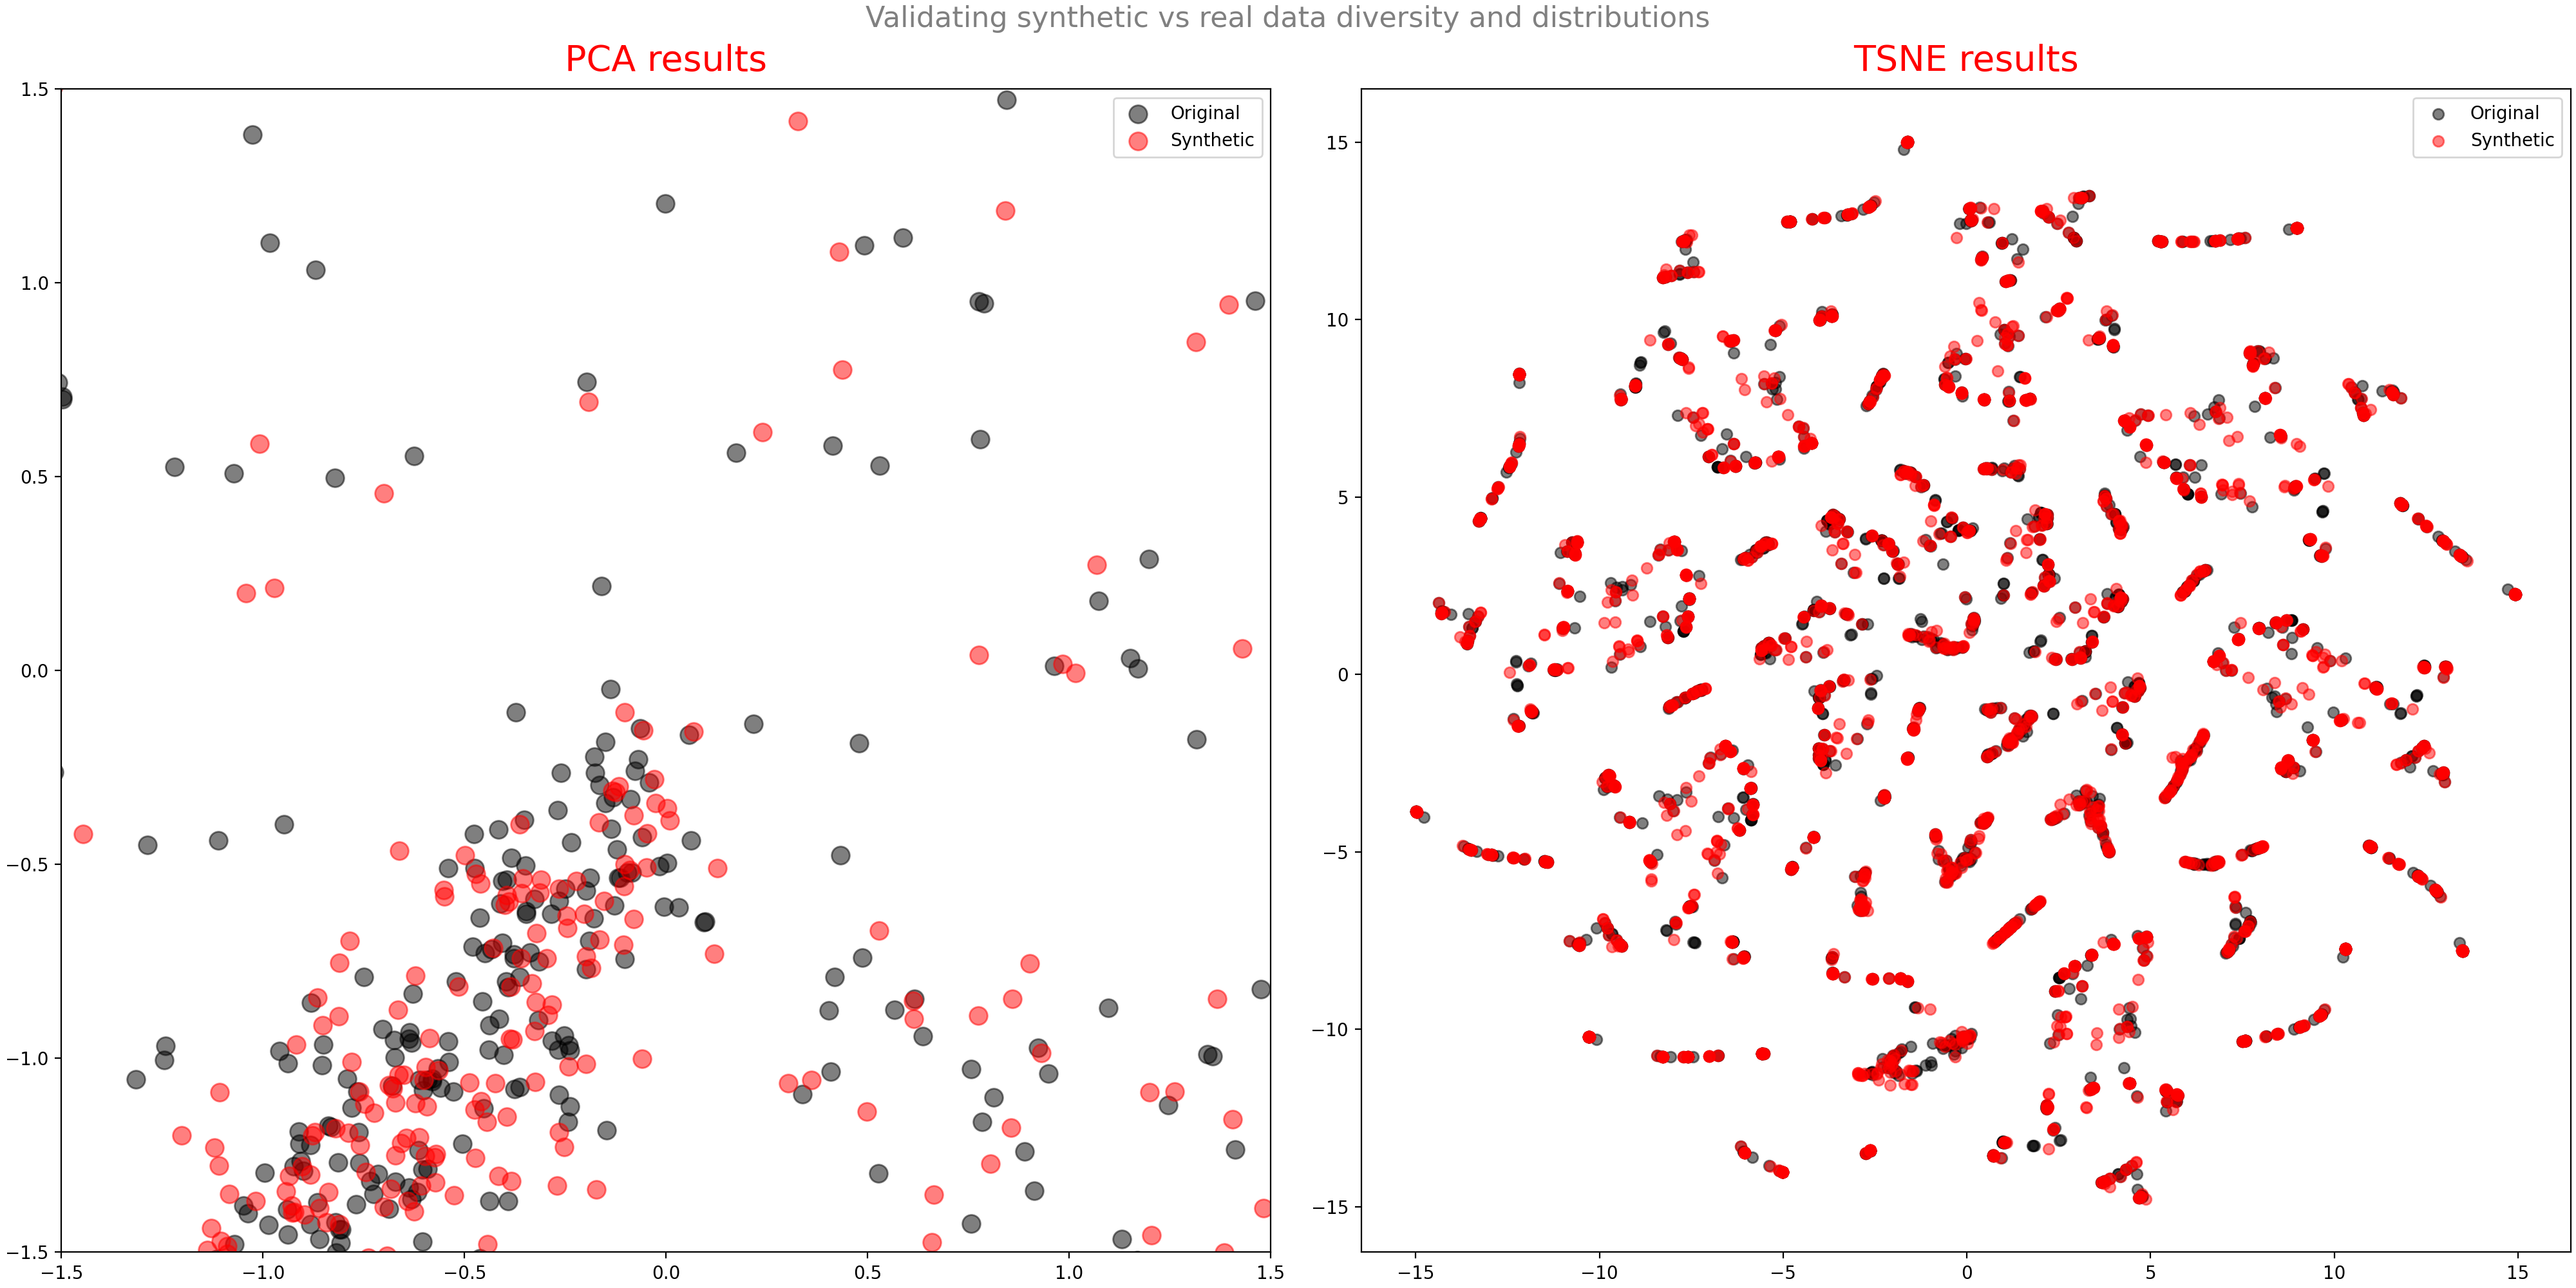 Validating synthetic vs real data diversity and distributions
PCA results
TSNE results
Original
Synthetic
1.5
1.0
0.5
0.0
−0.5
−1.0
−1.5
−1.5 −1.0 −0.5 0.0 0.5 1.0 1.5
Original
Synthetic
15
10
5
0
−5
−10
−15
−15 −10 −5 0 5 10 15